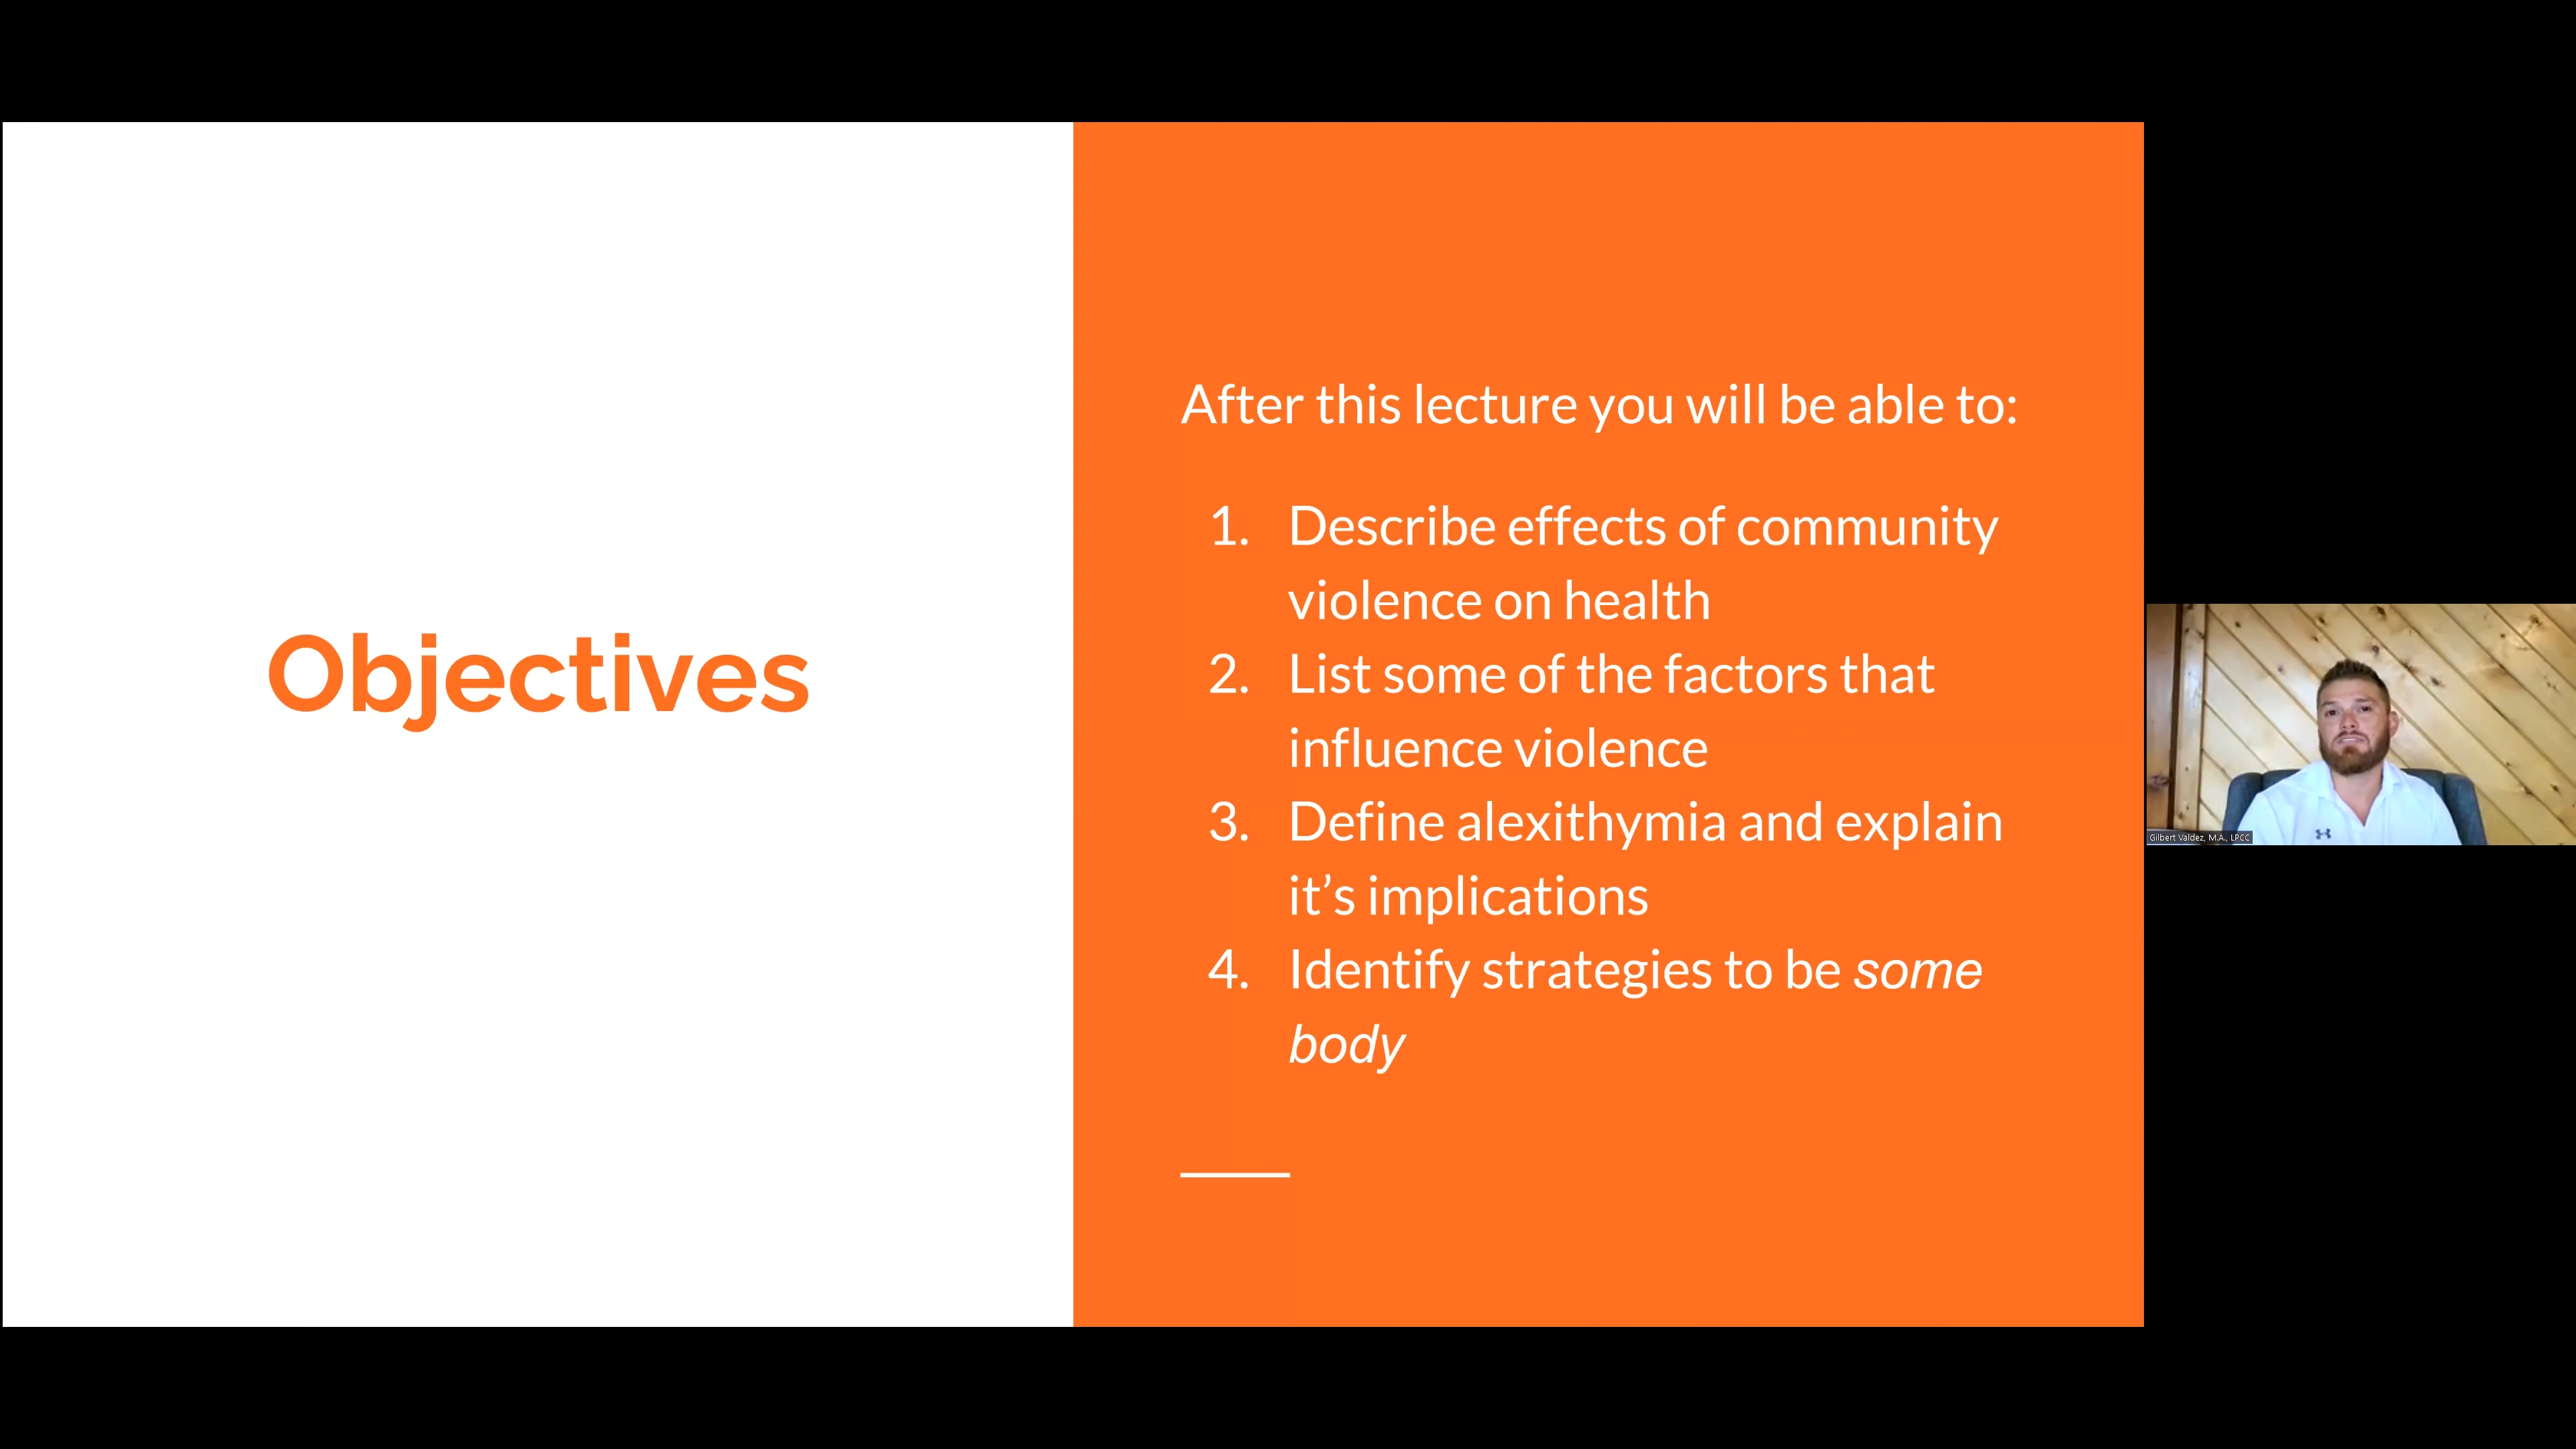 Objectives
After this lecture you will be able to:
1. Describe effects of community
violence on health
2. List some of the factors that
influence violence
3. Define alexithymia and explain
it’s implications
4. Identify strategies to be some
body
Gilbert Valdez, M.A., LPCC